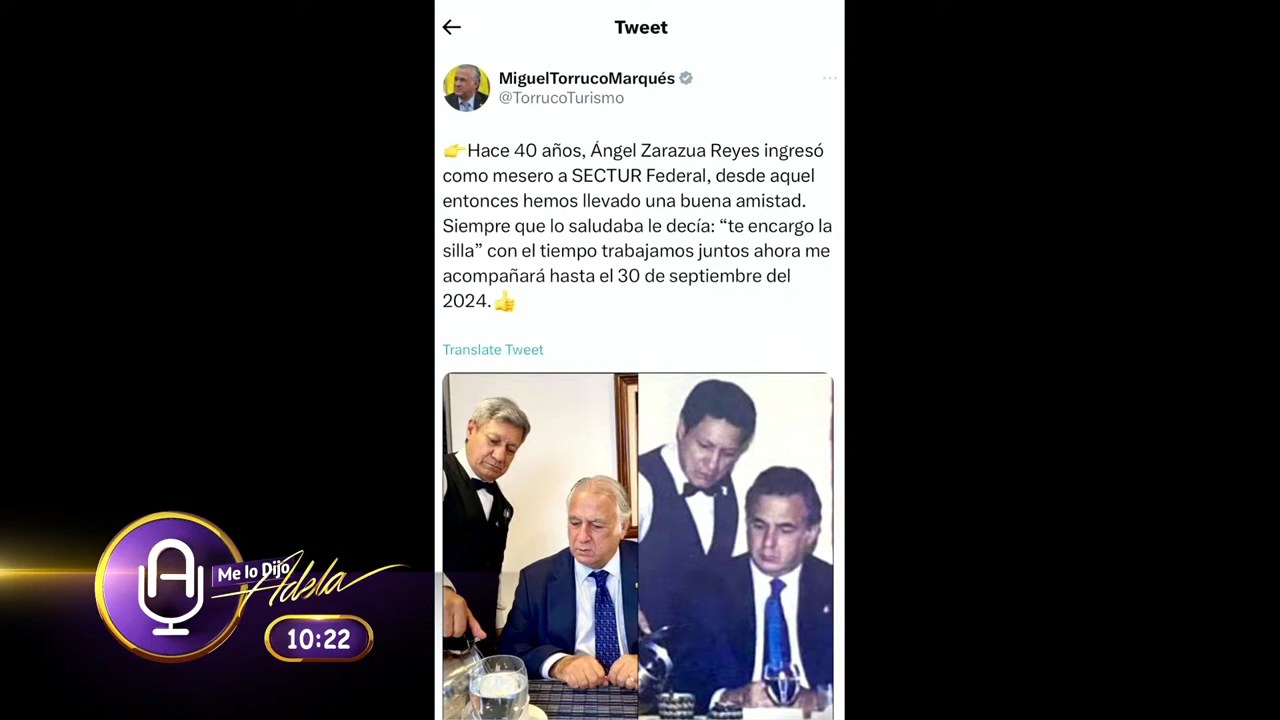 Tweet
MiguelTorrucoMarqués
@TorrucoTurismo
👉Hace 40 años, Ángel Zarazua Reyes ingresó
como mesero a SECTUR Federal, desde aquel
entonces hemos llevado una buena amistad.
Siempre que lo saludaba le decía: “te encargo la
silla” con el tiempo trabajamos juntos ahora me
acompañará hasta el 30 de septiembre del
2024.👍
Translate Tweet
Me lo Dijo
Adela
10:22